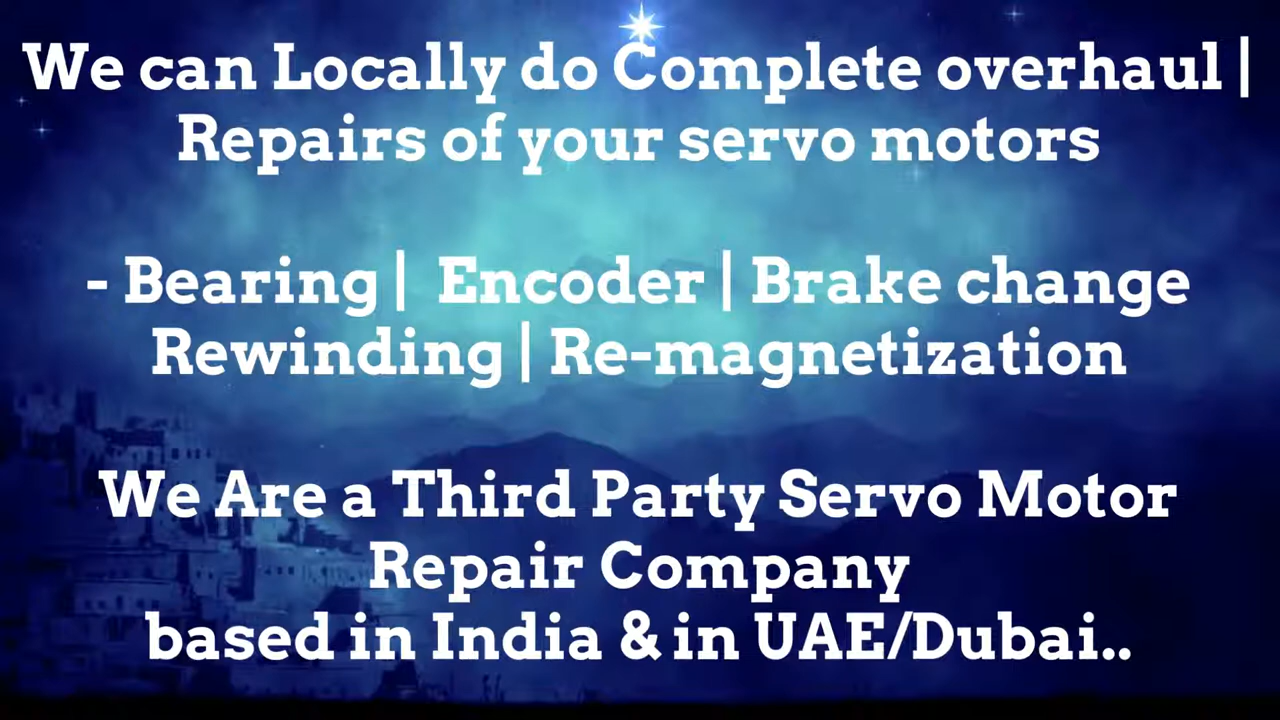 We can Locally do Complete overhaul |
Repairs of your servo motors
- Bearing | Encoder | Brake change
Rewinding | Re-magnetization
We Are a Third Party Servo Motor
Repair Company
based in India & in UAE/Dubai..